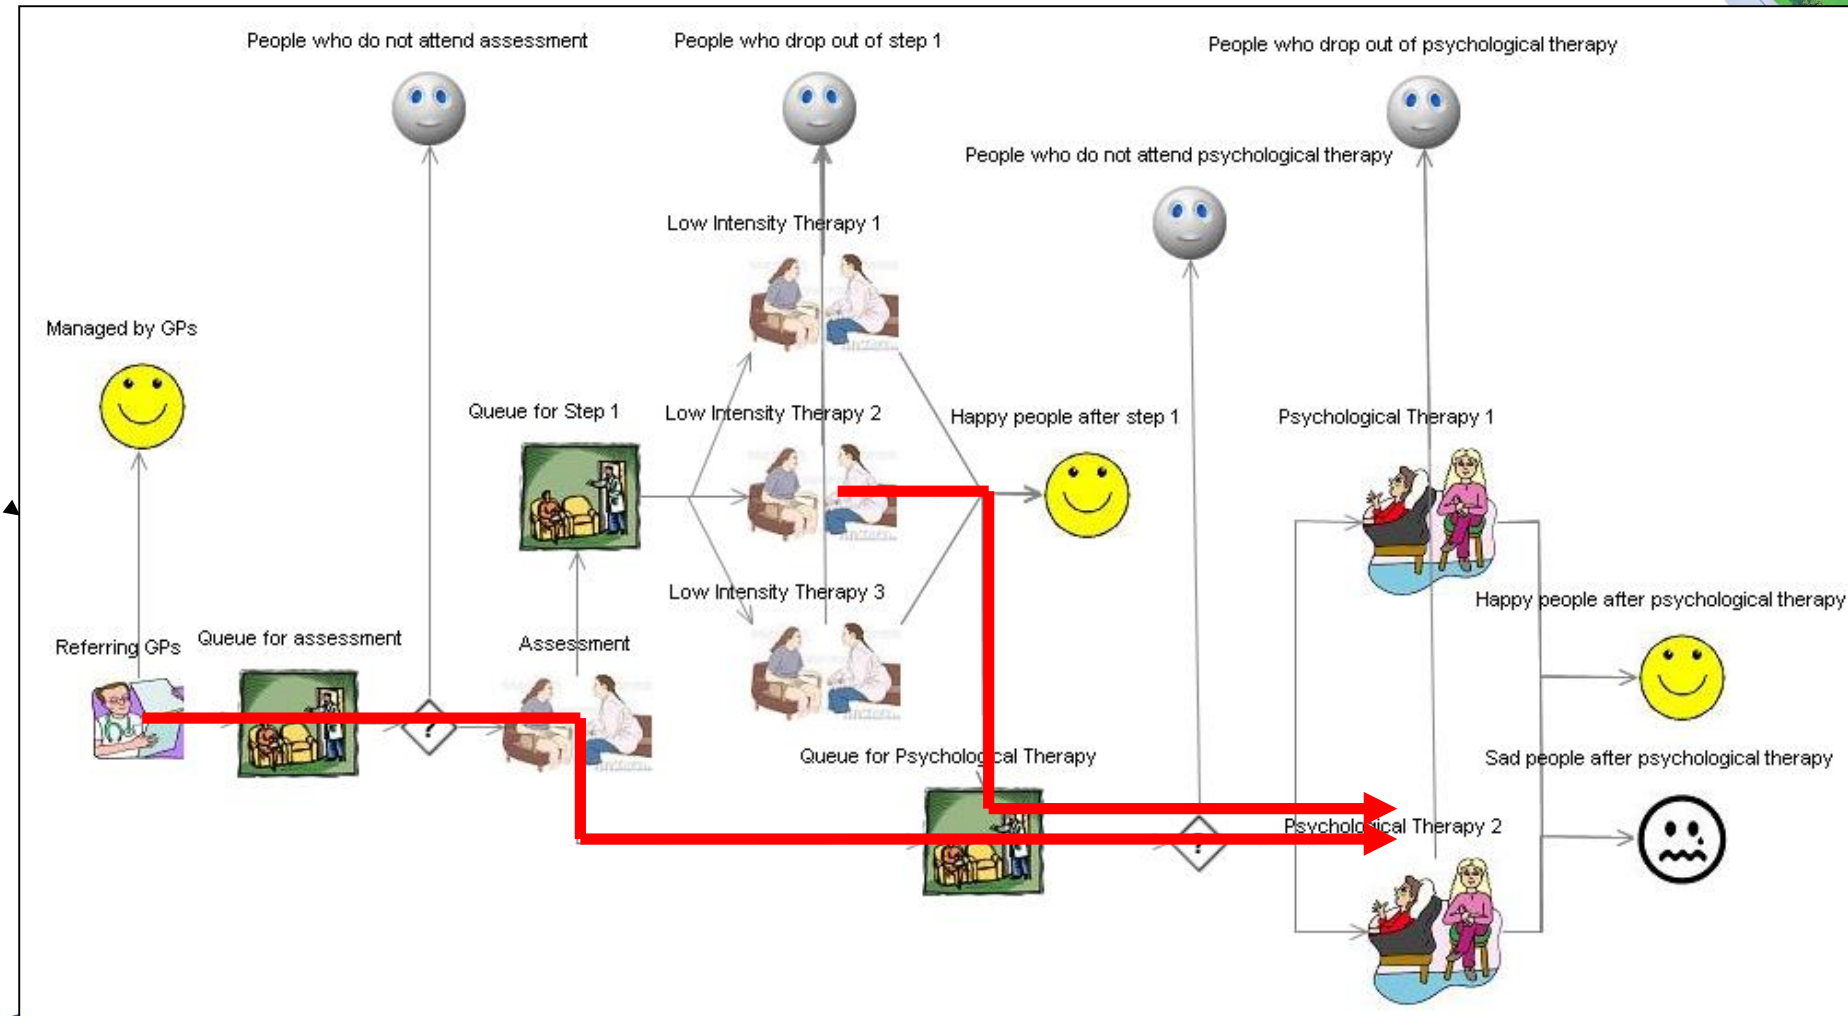 People who do not attend assessment
People who drop out of step 1
People who drop out of psychological therapy
People who do not attend psychological therapy
Low Intensity Therapy 1
Managed by GPs
Queue for Step 1
Low Intensity Therapy 2
Happy people after step 1
Psychological Therapy 1
Low Intensity Therapy 3
Happy people after psychological therapy
Referring GPs
Queue for assessment
Assessment
?
Queue for Psychological Therapy
Sad people after psychological therapy
Psychological Therapy 2
?